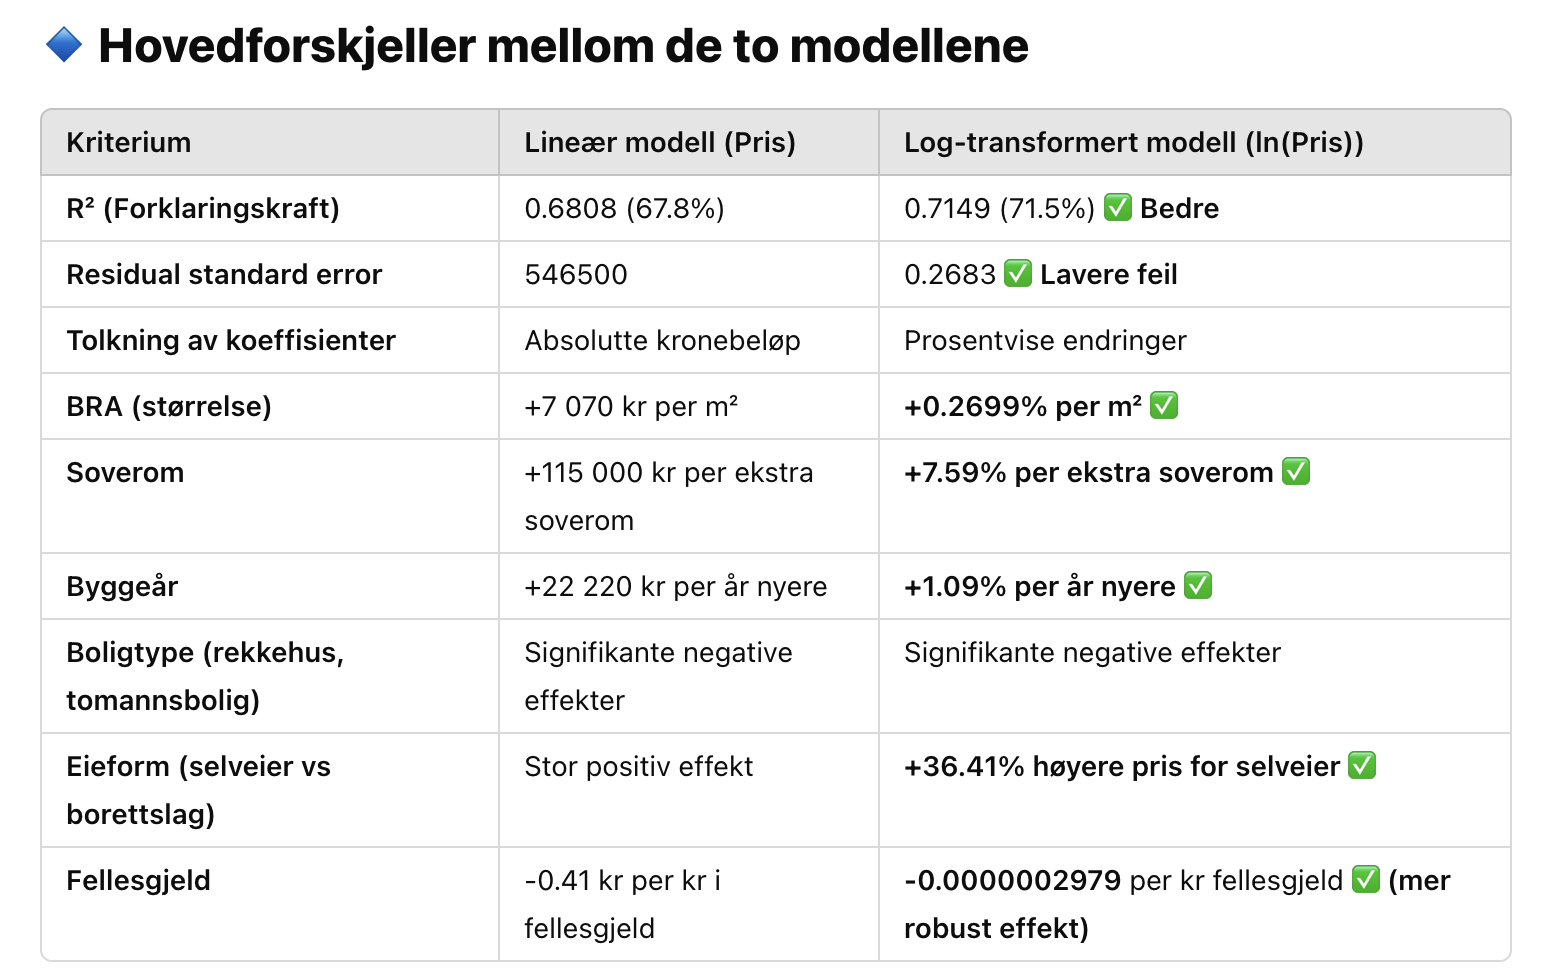 Hovedforskjeller mellom de to modellene
Kriterium
Lineær modell (Pris)
Log-transformert modell (ln(Pris))
R² (Forklaringskraft)
0.6808 (67.8%)
0.7149 (71.5%) ✅ Bedre
Residual standard error
546500
0.2683 ✅ Lavere feil
Tolkning av koeffisienter
Absolutte kronebeløp
Prosentvise endringer
BRA (størrelse)
+7 070 kr per m²
+0.2699% per m² ✅
Soverom
+115 000 kr per ekstra
soverom
+7.59% per ekstra soverom ✅
Byggeår
+22 220 kr per år nyere
+1.09% per år nyere ✅
Boligtype (rekkehus,
tomannsbolig)
Signifikante negative
effekter
Signifikante negative effekter
Eieform (selveier vs
borettslag)
Stor positiv effekt
+36.41% høyere pris for selveier ✅
Fellesgjeld
-0.41 kr per kr i
fellesgjeld
-0.0000002979 per kr fellesgjeld ✅ (mer
robust effekt)